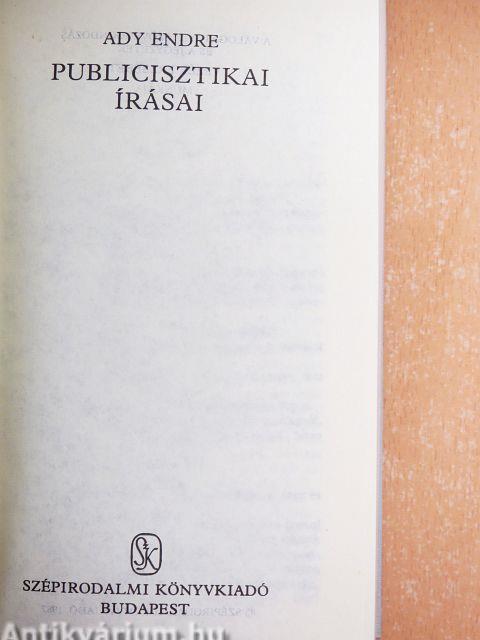 ADY ENDRE
PUBLICISZTIKAI
ÍRÁSAI
SZK
SZÉPIRODALMI KÖNYVKIADÓ
BUDAPEST
Antikvárium.hu